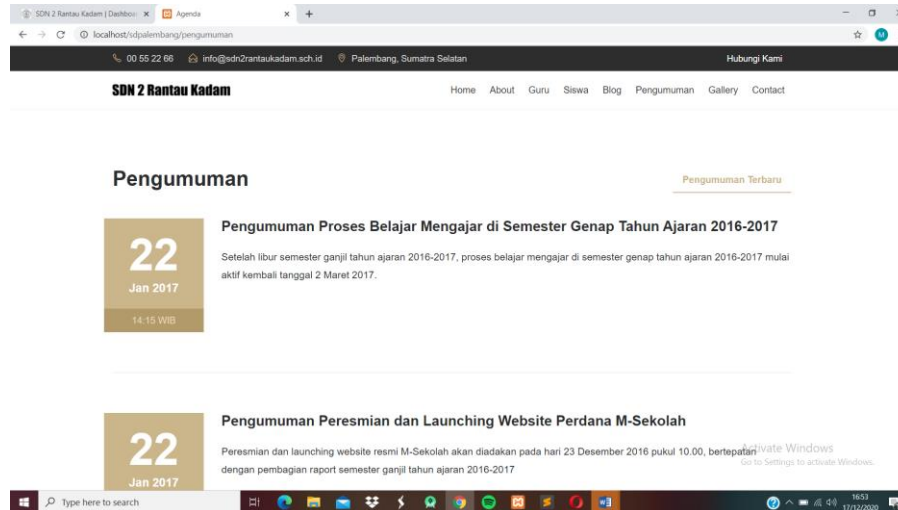 SDN 2 Rantau Kadam | Dashboa
Agenda
localhost/sdpalembang/pengumuman
M
00 55 22 66 info@sdn2rantaukadam.sch.id Palembang, Sumatra Selatan Hubungi Kami
SDN 2 Rantau Kadam Home About Guru Siswa Blog Pengumuman Gallery Contact
Pengumuman Pengumuman Terbaru
22
Jan 2017
14:15 WIB
Pengumuman Proses Belajar Mengajar di Semester Genap Tahun Ajaran 2016-2017
Setelah libur semester ganjil tahun ajaran 2016-2017, proses belajar mengajar di semester genap tahun ajaran 2016-2017 mulai
aktif kembali tanggal 2 Maret 2017.
22
Jan 2017
Pengumuman Peresmian dan Launching Website Perdana M-Sekolah
Peresmian dan launching website resmi M-Sekolah akan diadakan pada hari 23 Desember 2016 pukul 10.00, bertepatan
dengan pembagian raport semester ganjil tahun ajaran 2016-2017
Activate Windows
Go to Settings to activate Windows.
Type here to search
16:53
17/12/2020